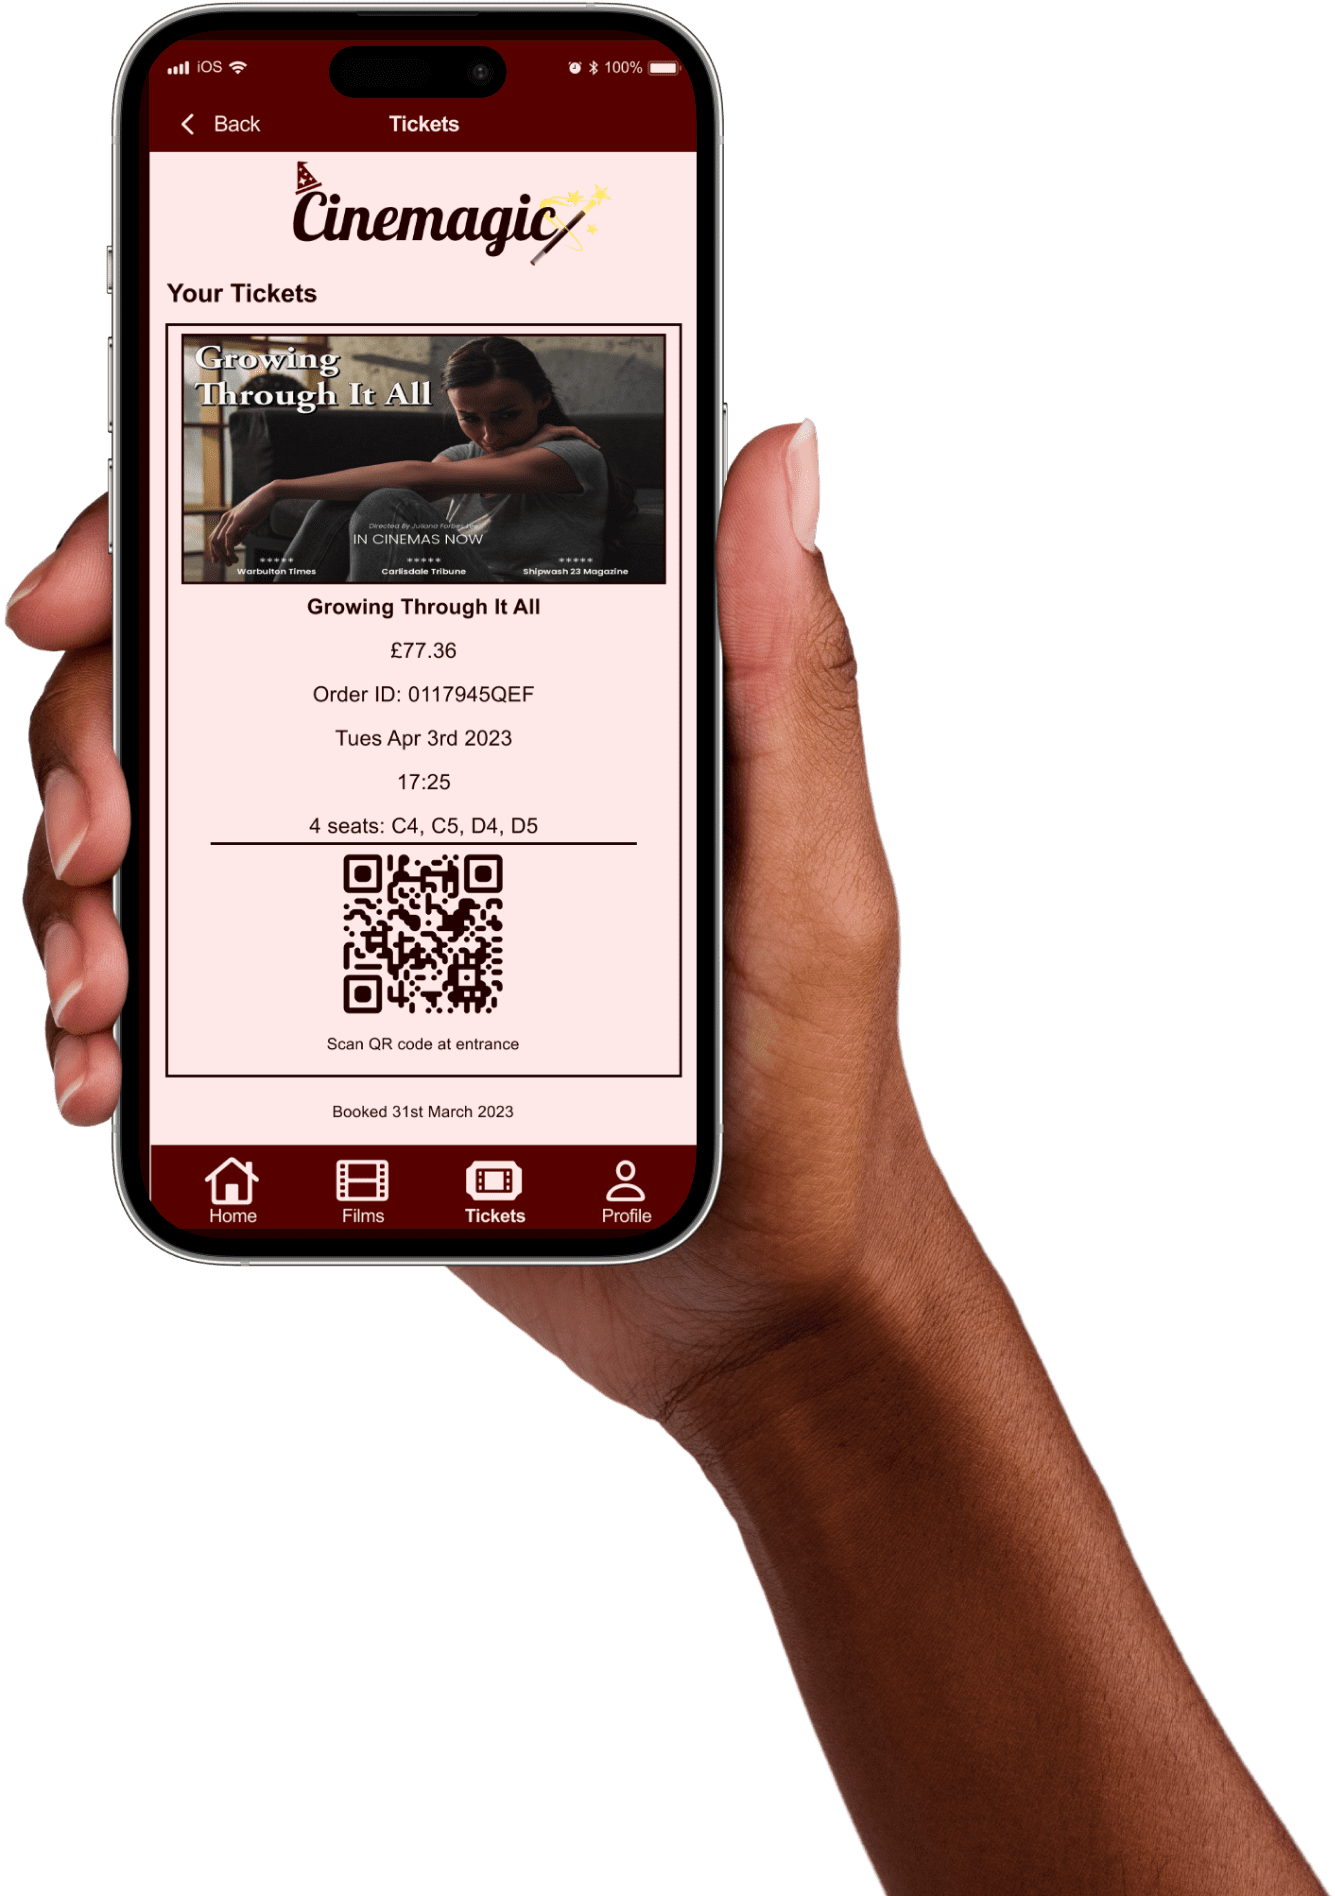 iOS 100%
Back Tickets
Cinemagic
Your Tickets
Growing
Through It All
Directed By Juliana Forbes Lee
IN CINEMAS NOW
*****  *****  *****
Warbulten Times Carlisdale Tribune Shipwash 23 Magazine
Growing Through It All
£77.36
Order ID: 0117945QEF
Tues Apr 3rd 2023
17:25
4 seats: C4, C5, D4, D5
Scan QR code at entrance
Booked 31st March 2023
Home Films Tickets Profile